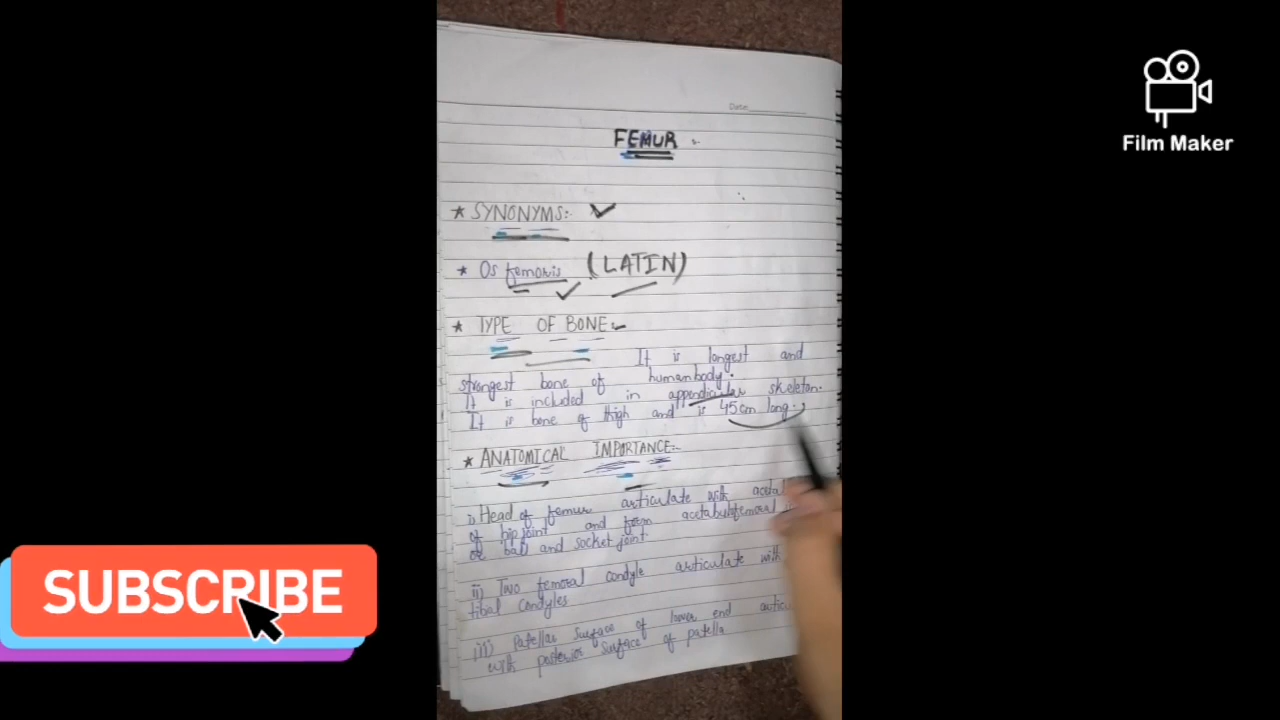 Date:
FEMUR
★ SYNONYMS:
★ Os femoris (LATIN)
★ TYPE OF BONE
It is longest and
strongest bone of humanbody.
It is included in appendicular skeleton.
It is bone of thigh and is 45cm long.
★ ANATOMICAL IMPORTANCE:-
i) Head of femur articulate with
of hip joint and form acetabulofemoral
or ball and socket joint.
ii) Two femoral condyle articulate with
tibial condyles
iii) Patellar surface of lower end
with posterior surface of patella
SUBSCRIBE
Film Maker